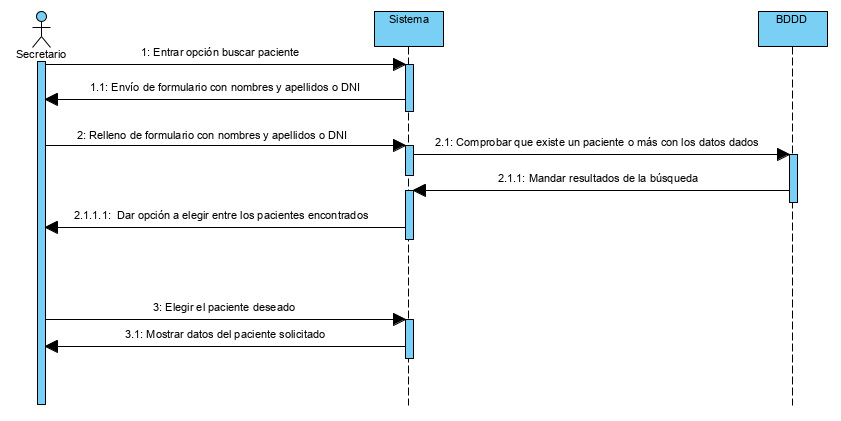 Sistema
BDDD
Secretario
1: Entrar opción buscar paciente
1.1: Envío de formulario con nombres y apellidos o DNI
2: Relleno de formulario con nombres y apellidos o DNI
2.1: Comprobar que existe un paciente o más con los datos dados
2.1.1: Mandar resultados de la búsqueda
2.1.1.1: Dar opción a elegir entre los pacientes encontrados
3: Elegir el paciente deseado
3.1: Mostrar datos del paciente solicitado